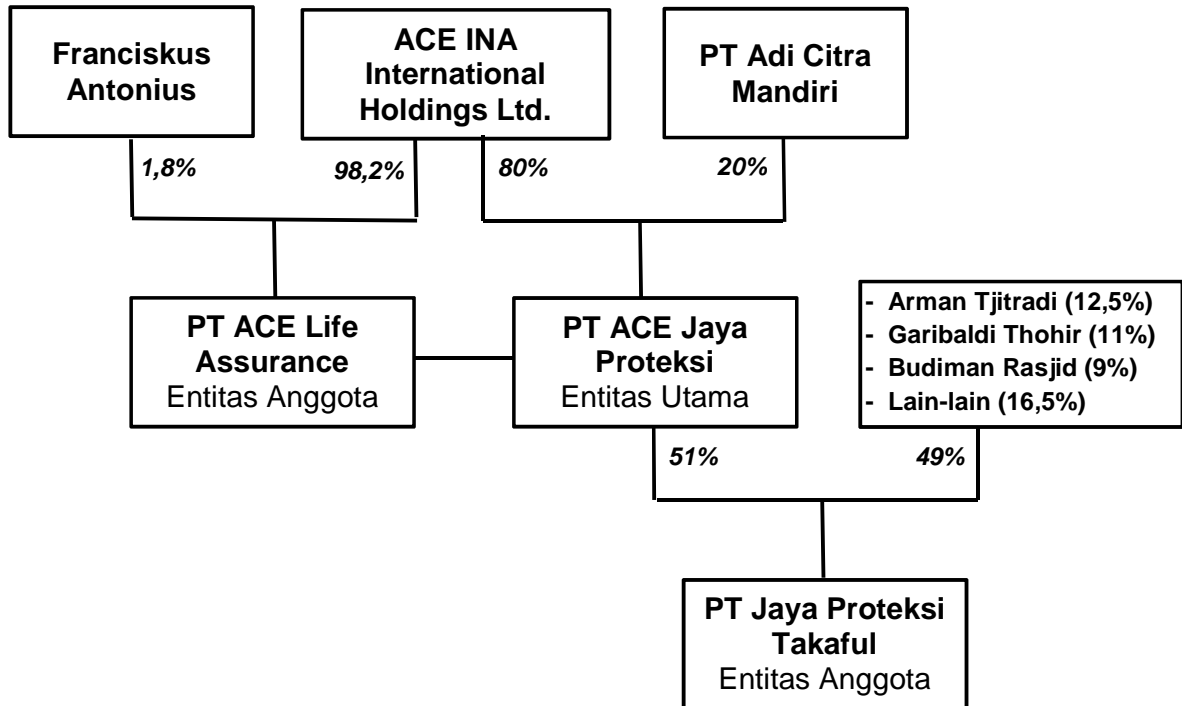 Franciskus
Antonius
ACE INA
International
Holdings Ltd.
PT Adi Citra
Mandiri
1,8%
98,2%
80%
20%
PT ACE Life
Assurance
Entitas Anggota
PT ACE Jaya
Proteksi
Entitas Utama
- Arman Tjitradi (12,5%)
- Garibaldi Thohir (11%)
- Budiman Rasjid (9%)
- Lain-lain (16,5%)
51%
49%
PT Jaya Proteksi
Takaful
Entitas Anggota